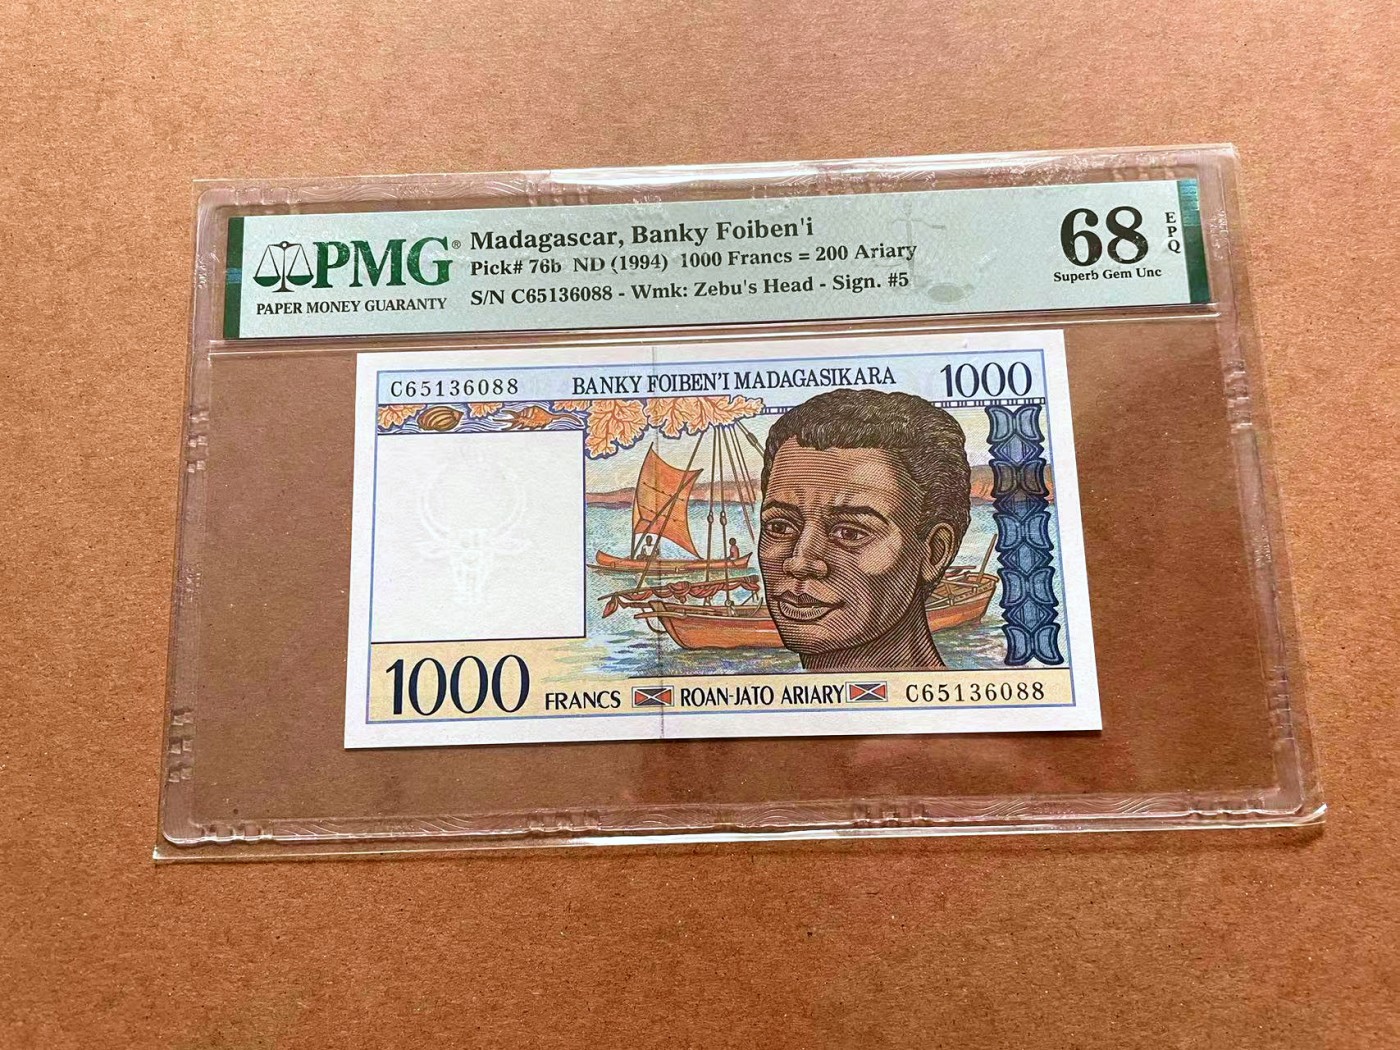 PMG®
PAPER MONEY GUARANTY
Madagascar, Banky Foiben'i
Pick# 76b ND (1994) 1000 Francs = 200 Ariary
S/N C65136088 - Wmk: Zebu's Head - Sign. #5
68
EPQ
Superb Gem Unc
C65136088
BANKY FOIBEN'I MADAGASIKARA
1000
1000
FRANCS
ROAN-JATO ARIARY
C65136088